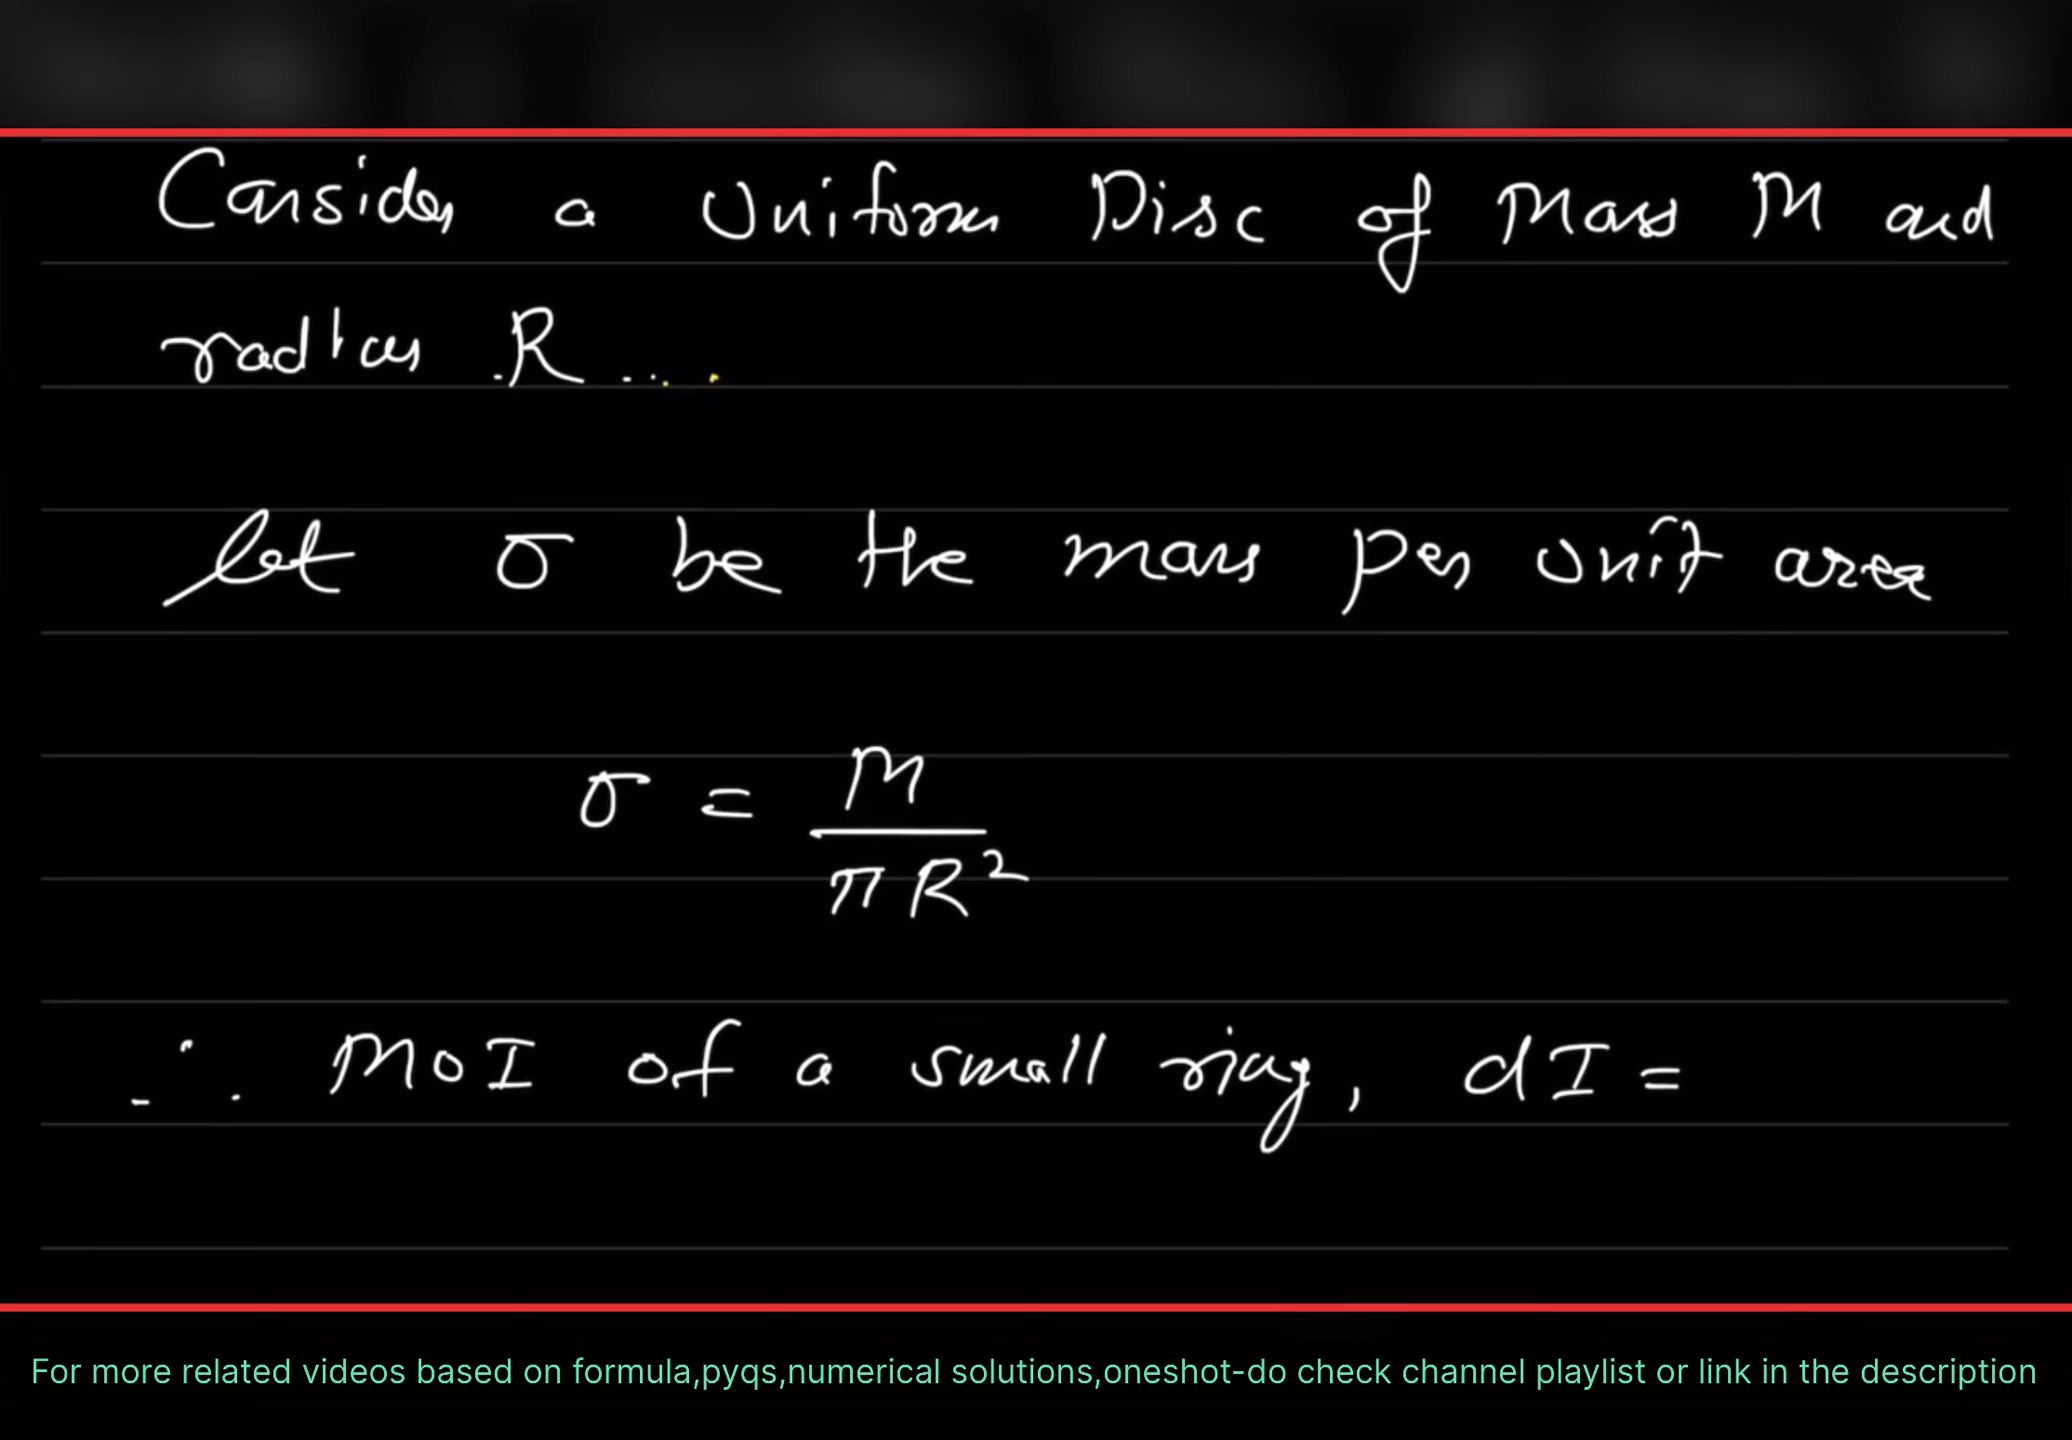 Consider a Uniform Disc of Mass M and
radius R ....
let σ be the mass per unit area
σ = M / πR²
∴ MOI of a small ring, dI =
For more related videos based on formula,pyqs,numerical solutions,oneshot-do check channel playlist or link in the description